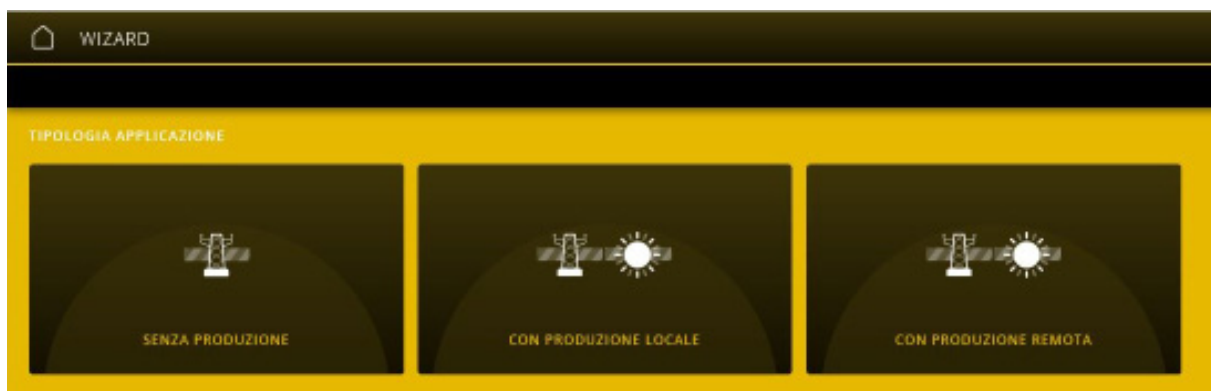 WIZARD
TIPOLOGIA APPLICAZIONE
SENZA PRODUZIONE
CON PRODUZIONE LOCALE
CON PRODUZIONE REMOTA